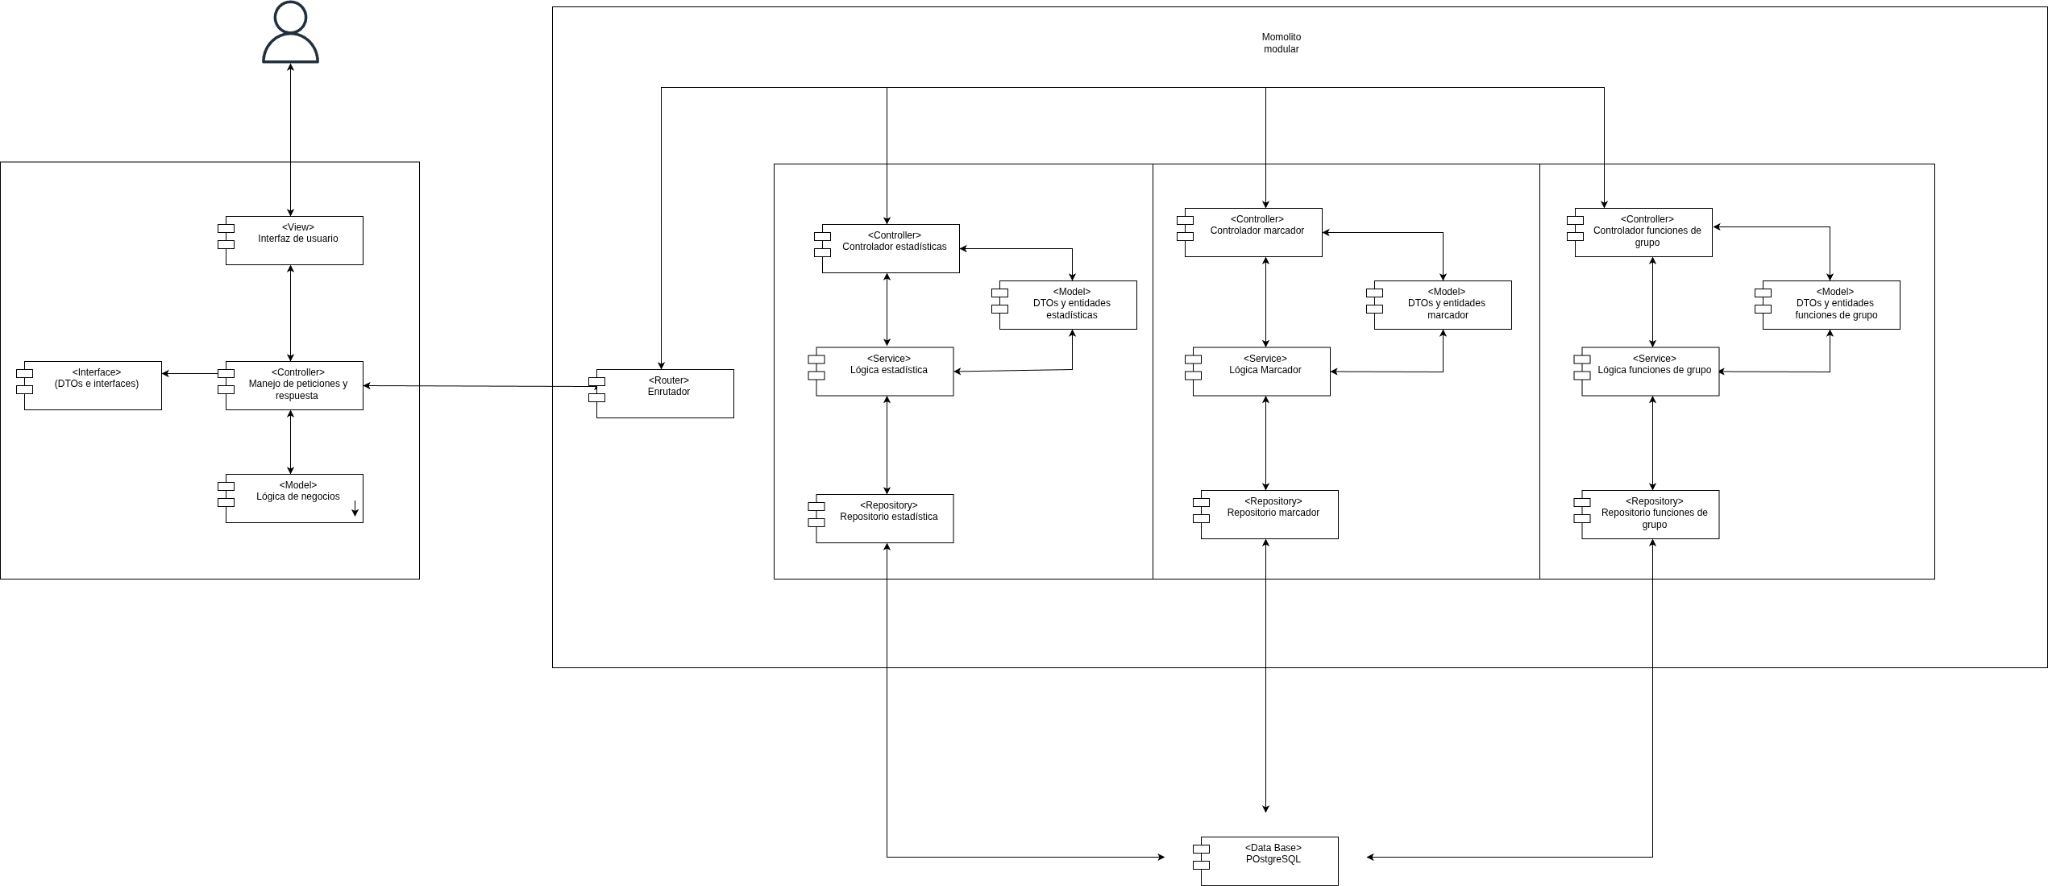 Momolito
modular
<View>
Interfaz de usuario
<Interface>
(DTOs e interfaces)
<Controller>
Manejo de peticiones y
respuesta
<Model>
Lógica de negocios
<Router>
Enrutador
<Controller>
Controlador estadísticas
<Model>
DTOs y entidades
estadísticas
<Service>
Lógica estadística
<Repository>
Repositorio estadística
<Controller>
Controlador marcador
<Model>
DTOs y entidades
marcador
<Service>
Lógica Marcador
<Repository>
Repositorio marcador
<Controller>
Controlador funciones de
grupo
<Model>
DTOs y entidades
funciones de grupo
<Service>
Lógica funciones de grupo
<Repository>
Repositorio funciones de
grupo
<Data Base>
POstgreSQL